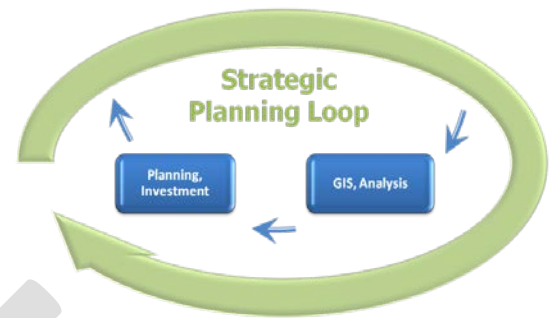 Strategic
Planning Loop
Planning,
Investment
GIS, Analysis